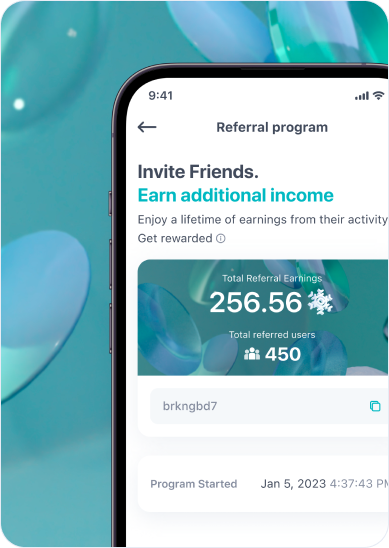 9:41
Referral program
Invite Friends.
Earn additional income
Enjoy a lifetime of earnings from their activity
Get rewarded
Total Referral Earnings
256.56
Total referred users
450
brkngbd7
Program Started Jan 5, 2023 4:37:43 PM